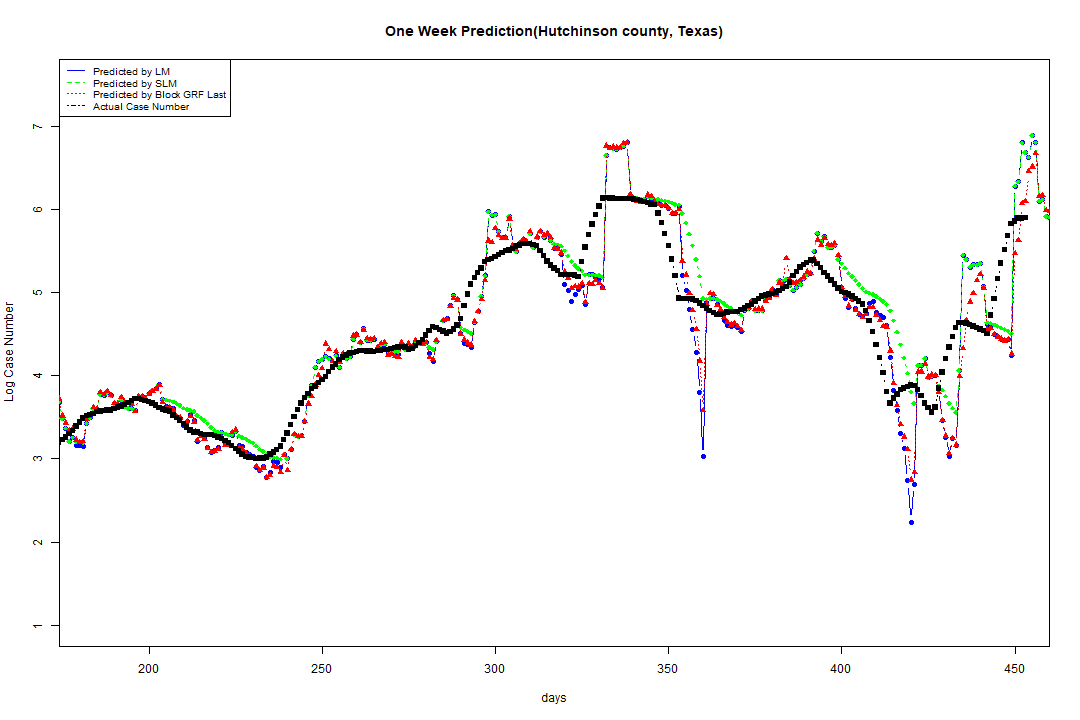 One Week Prediction(Hutchinson county, Texas)
Predicted by LM
Predicted by SLM
Predicted by Block GRF Last
Actual Case Number
Log Case Number
7
6
5
4
3
2
1
200 250 300 350 400 450
days